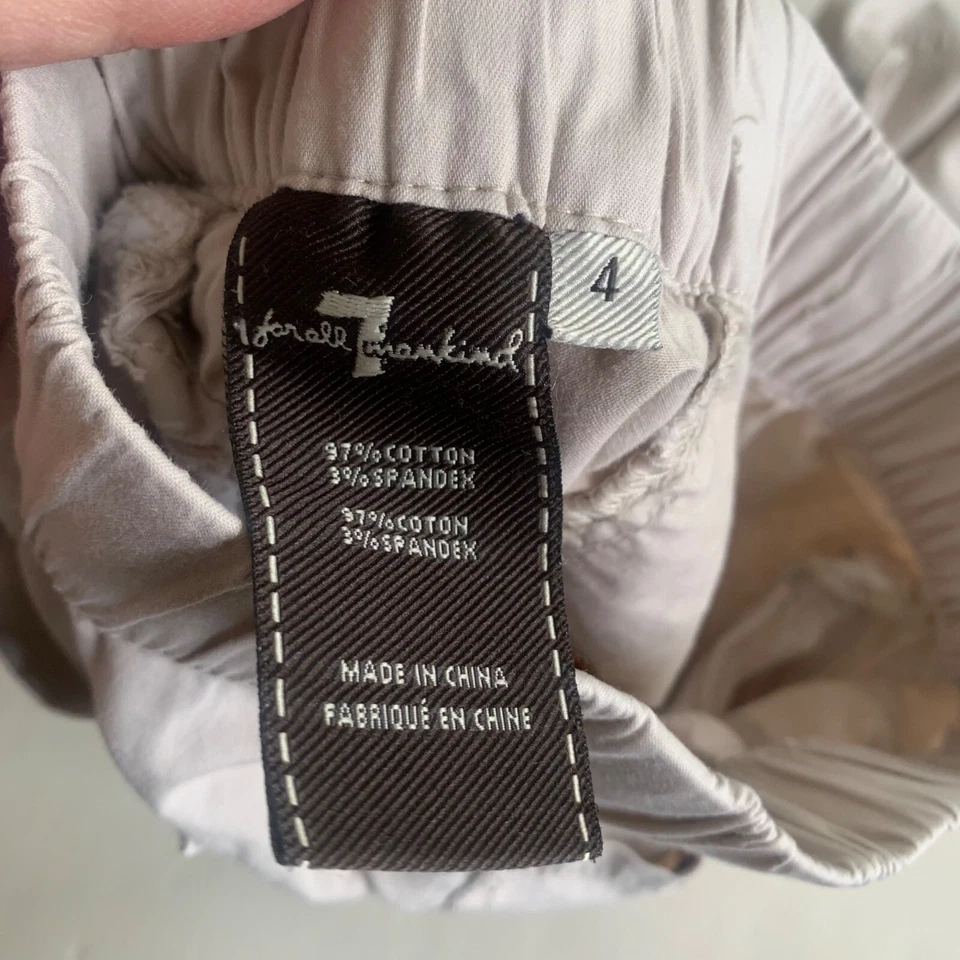 for all 7 mankind
4
97% COTTON
3% SPANDEX
97% COTON
3% SPANDEX
MADE IN CHINA
FABRIQUÉ EN CHINE